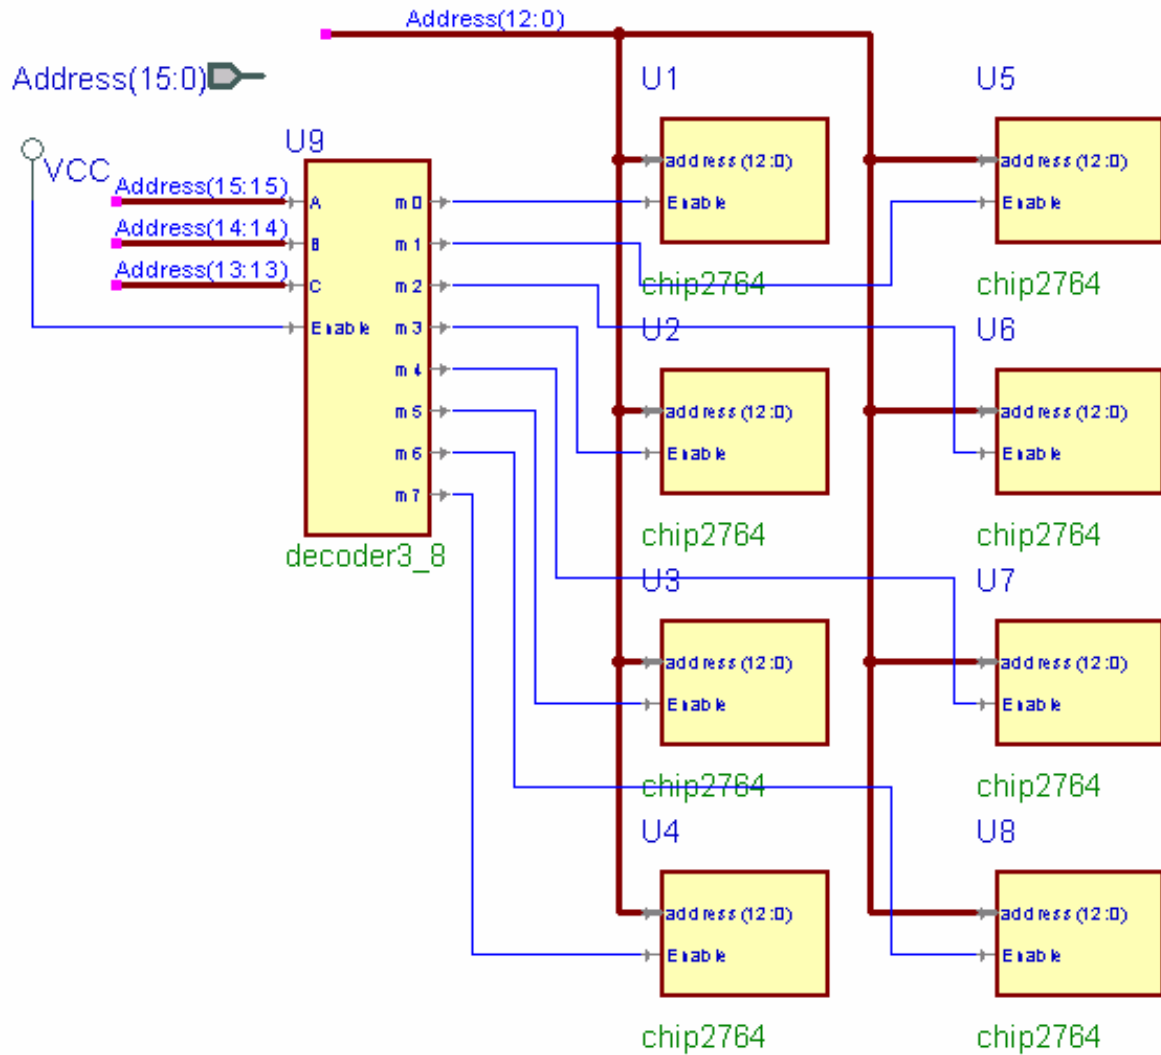 Address(12:0)
Address(15:0)
U1
U5
U9
VCC
address(12:0)
Enable
address(12:0)
Enable
Address(15:15)
Address(14:14)
Address(13:13)
A
B
C
Enable
m0
m1
m2
m3
m4
m5
m6
m7
decoder3_8
chip2764
chip2764
U2
U6
address(12:0)
Enable
address(12:0)
Enable
chip2764
chip2764
U3
U7
address(12:0)
Enable
address(12:0)
Enable
chip2764
chip2764
U4
U8
address(12:0)
Enable
address(12:0)
Enable
chip2764
chip2764